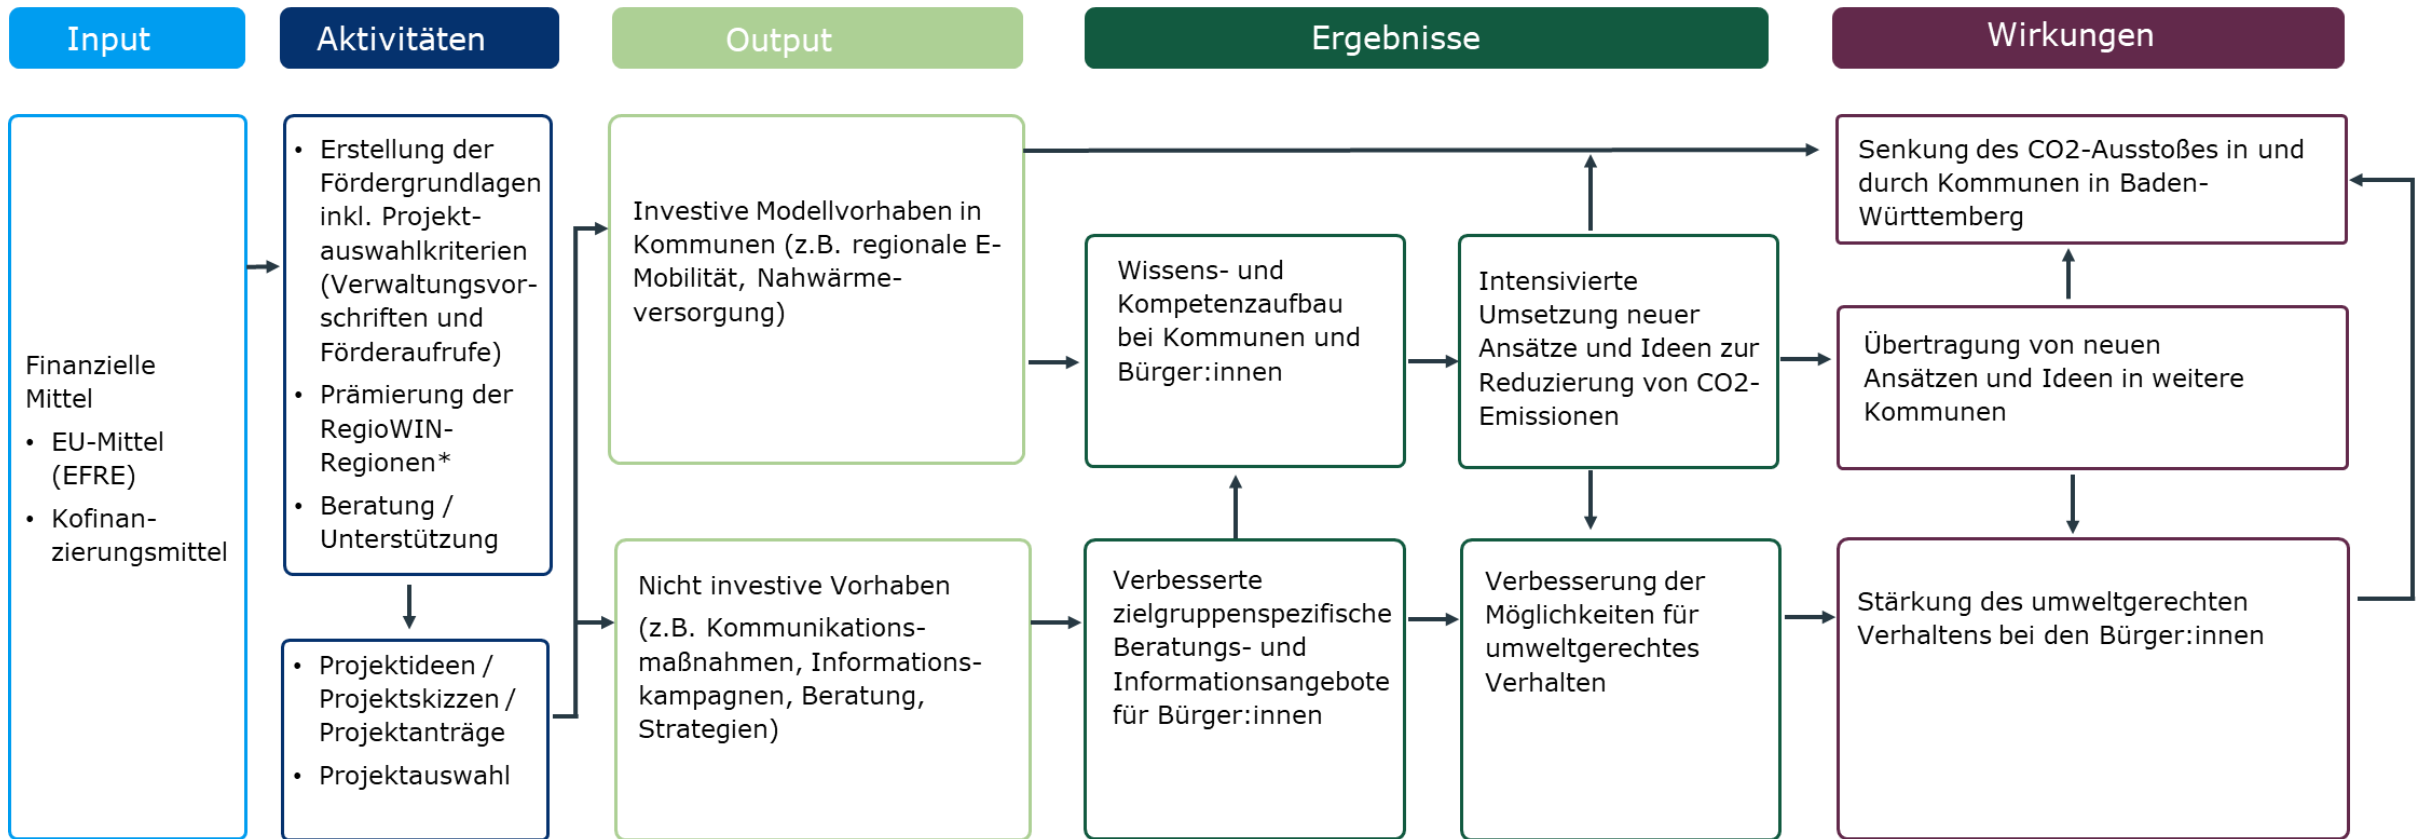 Input
Aktivitäten
Output
Ergebnisse
Wirkungen
Finanzielle
Mittel
• EU-Mittel
(EFRE)
• Kofinan-
zierungsmittel
• Erstellung der
Fördergrundlagen
inkl. Projekt-
auswahlkriterien
(Verwaltungsvor-
schriften und
Förderaufrufe)
• Prämierung der
RegioWIN-
Regionen*
• Beratung /
Unterstützung
• Projektideen /
Projektskizzen /
Projektanträge
• Projektauswahl
Investive Modellvorhaben in
Kommunen (z.B. regionale E-
Mobilität, Nahwärme-
versorgung)
Nicht investive Vorhaben
(z.B. Kommunikations-
maßnahmen, Informations-
kampagnen, Beratung,
Strategien)
Wissens- und
Kompetenzaufbau
bei Kommunen und
Bürger:innen
Verbesserte
zielgruppenspezifische
Beratungs- und
Informationsangebote
für Bürger:innen
Intensivierte
Umsetzung neuer
Ansätze und Ideen zur
Reduzierung von CO2-
Emissionen
Verbesserung der
Möglichkeiten für
umweltgerechtes
Verhalten
Senkung des CO2-Ausstoßes in und
durch Kommunen in Baden-
Württemberg
Übertragung von neuen
Ansätzen und Ideen in weitere
Kommunen
Stärkung des umweltgerechten
Verhaltens bei den Bürger:innen